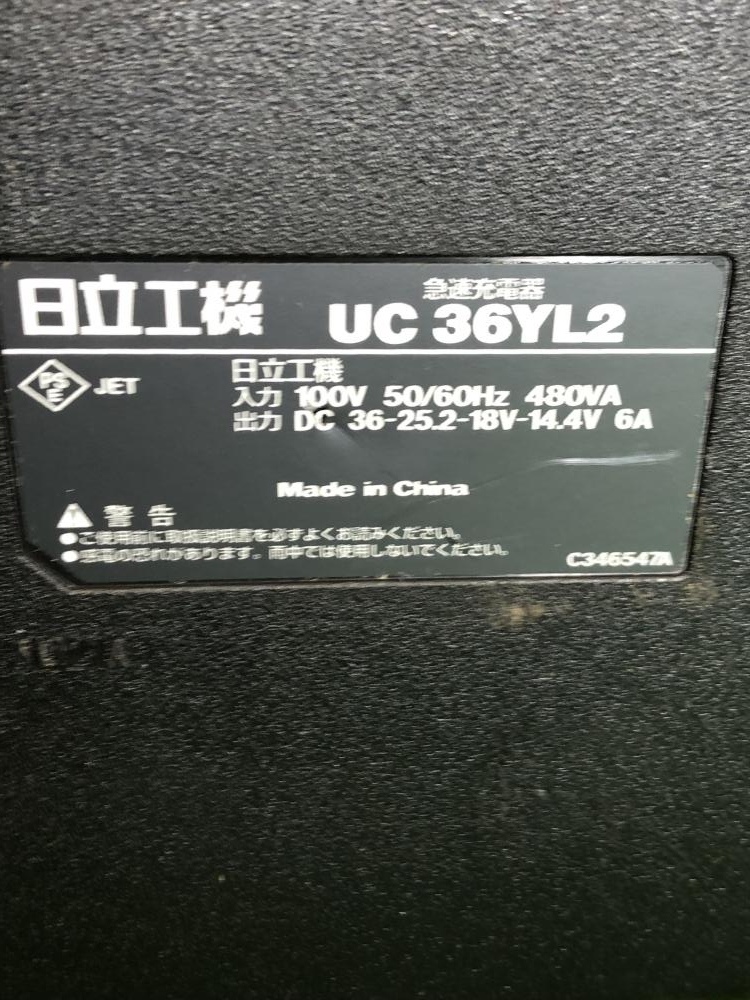 日立工機
急速充電器
UC 36YL2
PSE JET
日立工機
入力 100V 50/60Hz 480VA
出力 DC 36-25.2-18V-14.4V 6A
Made in China
警告
●ご使用前に取扱説明書を必ずよくお読みください。
●感電の恐れがあります。雨中では使用しないでください。
C346547A